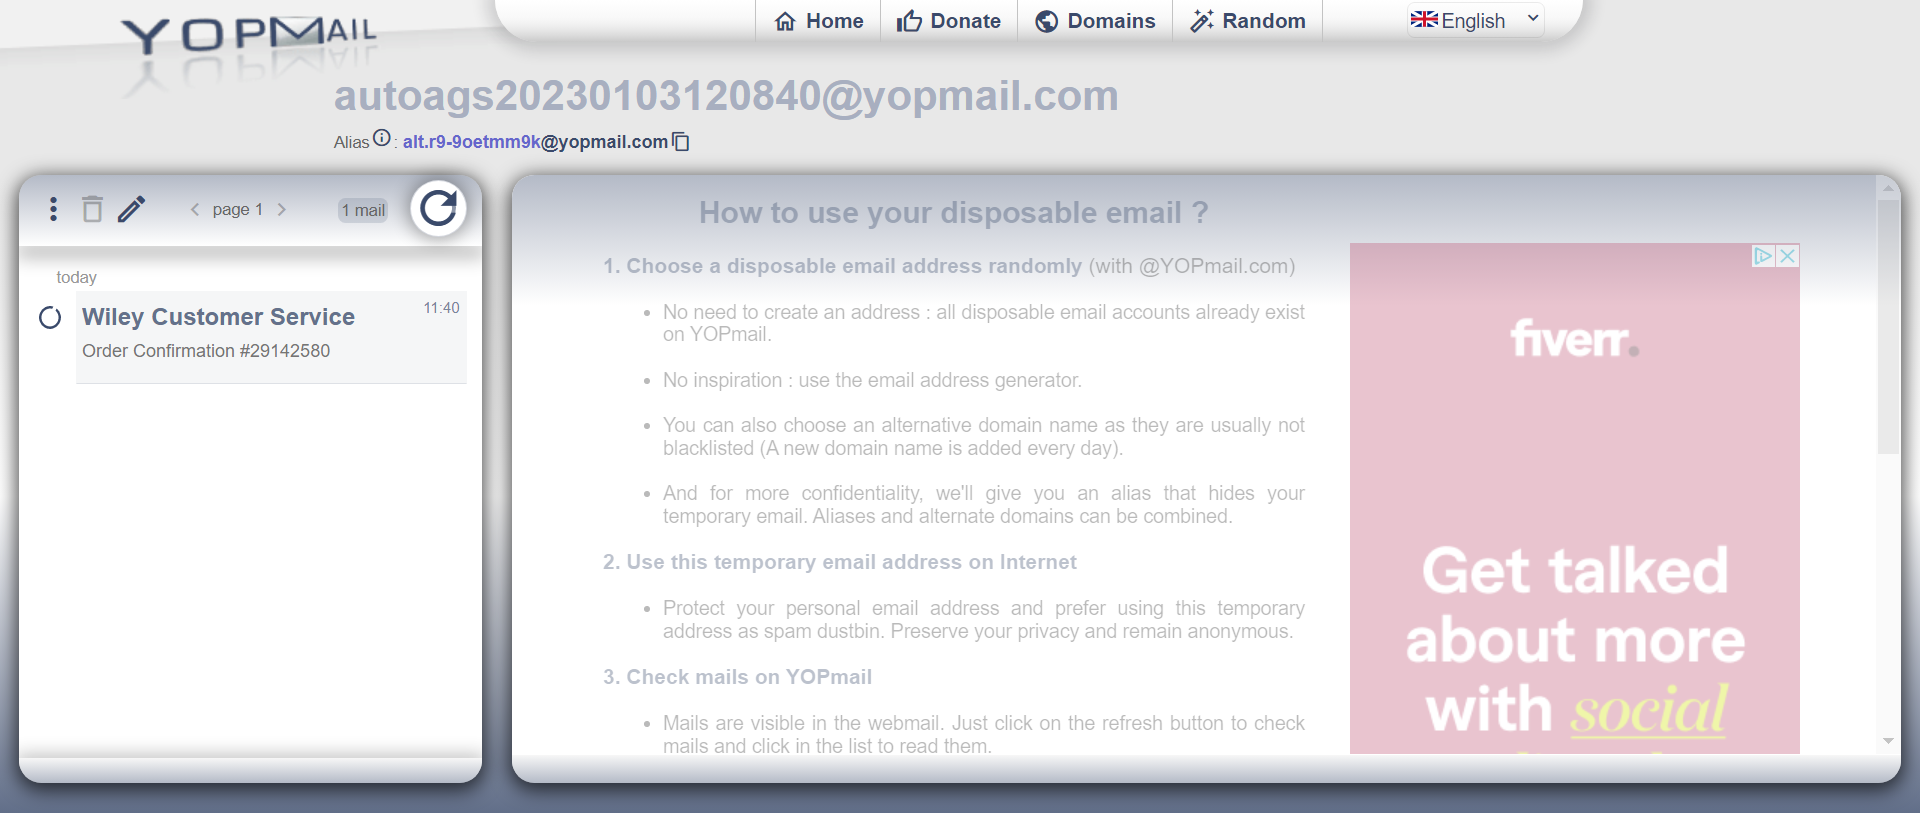 YOPMAIL
Home
Donate
Domains
Random
English
autoags20230103120840@yopmail.com
Alias : alt.r9-9oetmm9k@yopmail.com
page 1
1 mail
today
Wiley Customer Service
11:40
Order Confirmation #29142580
How to use your disposable email ?
1. Choose a disposable email address randomly (with @YOPmail.com)
• No need to create an address : all disposable email accounts already exist
on YOPmail.
• No inspiration : use the email address generator.
• You can also choose an alternative domain name as they are usually not
blacklisted (A new domain name is added every day).
• And for more confidentiality, we'll give you an alias that hides your
temporary email. Aliases and alternate domains can be combined.
2. Use this temporary email address on Internet
• Protect your personal email address and prefer using this temporary
address as spam dustbin. Preserve your privacy and remain anonymous.
3. Check mails on YOPmail
• Mails are visible in the webmail. Just click on the refresh button to check
mails and click in the list to read them.
fiverr.
Get talked
about more
with social